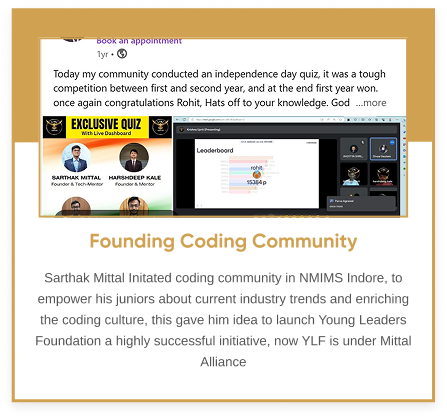 Book an appointment
1yr •
Today my community conducted an independence day quiz, it was a tough
competition between first and second year, and at the end first year won.
once again congratulations Rohit, Hats off to your knowledge. God ...more
EXCLUSIVE QUIZ
With Live Dashboard
SARTHAK MITTAL
Founder & Tech-Mentor
HARSHDEEP KALE
Founder & Mentor
Leaderboard
rohit
15384 p
Founding Coding Community
Sarthak Mittal Initated coding community in NMIMS Indore, to
empower his juniors about current industry trends and enriching
the coding culture, this gave him idea to launch Young Leaders
Foundation a highly successful initiative, now YLF is under Mittal
Alliance